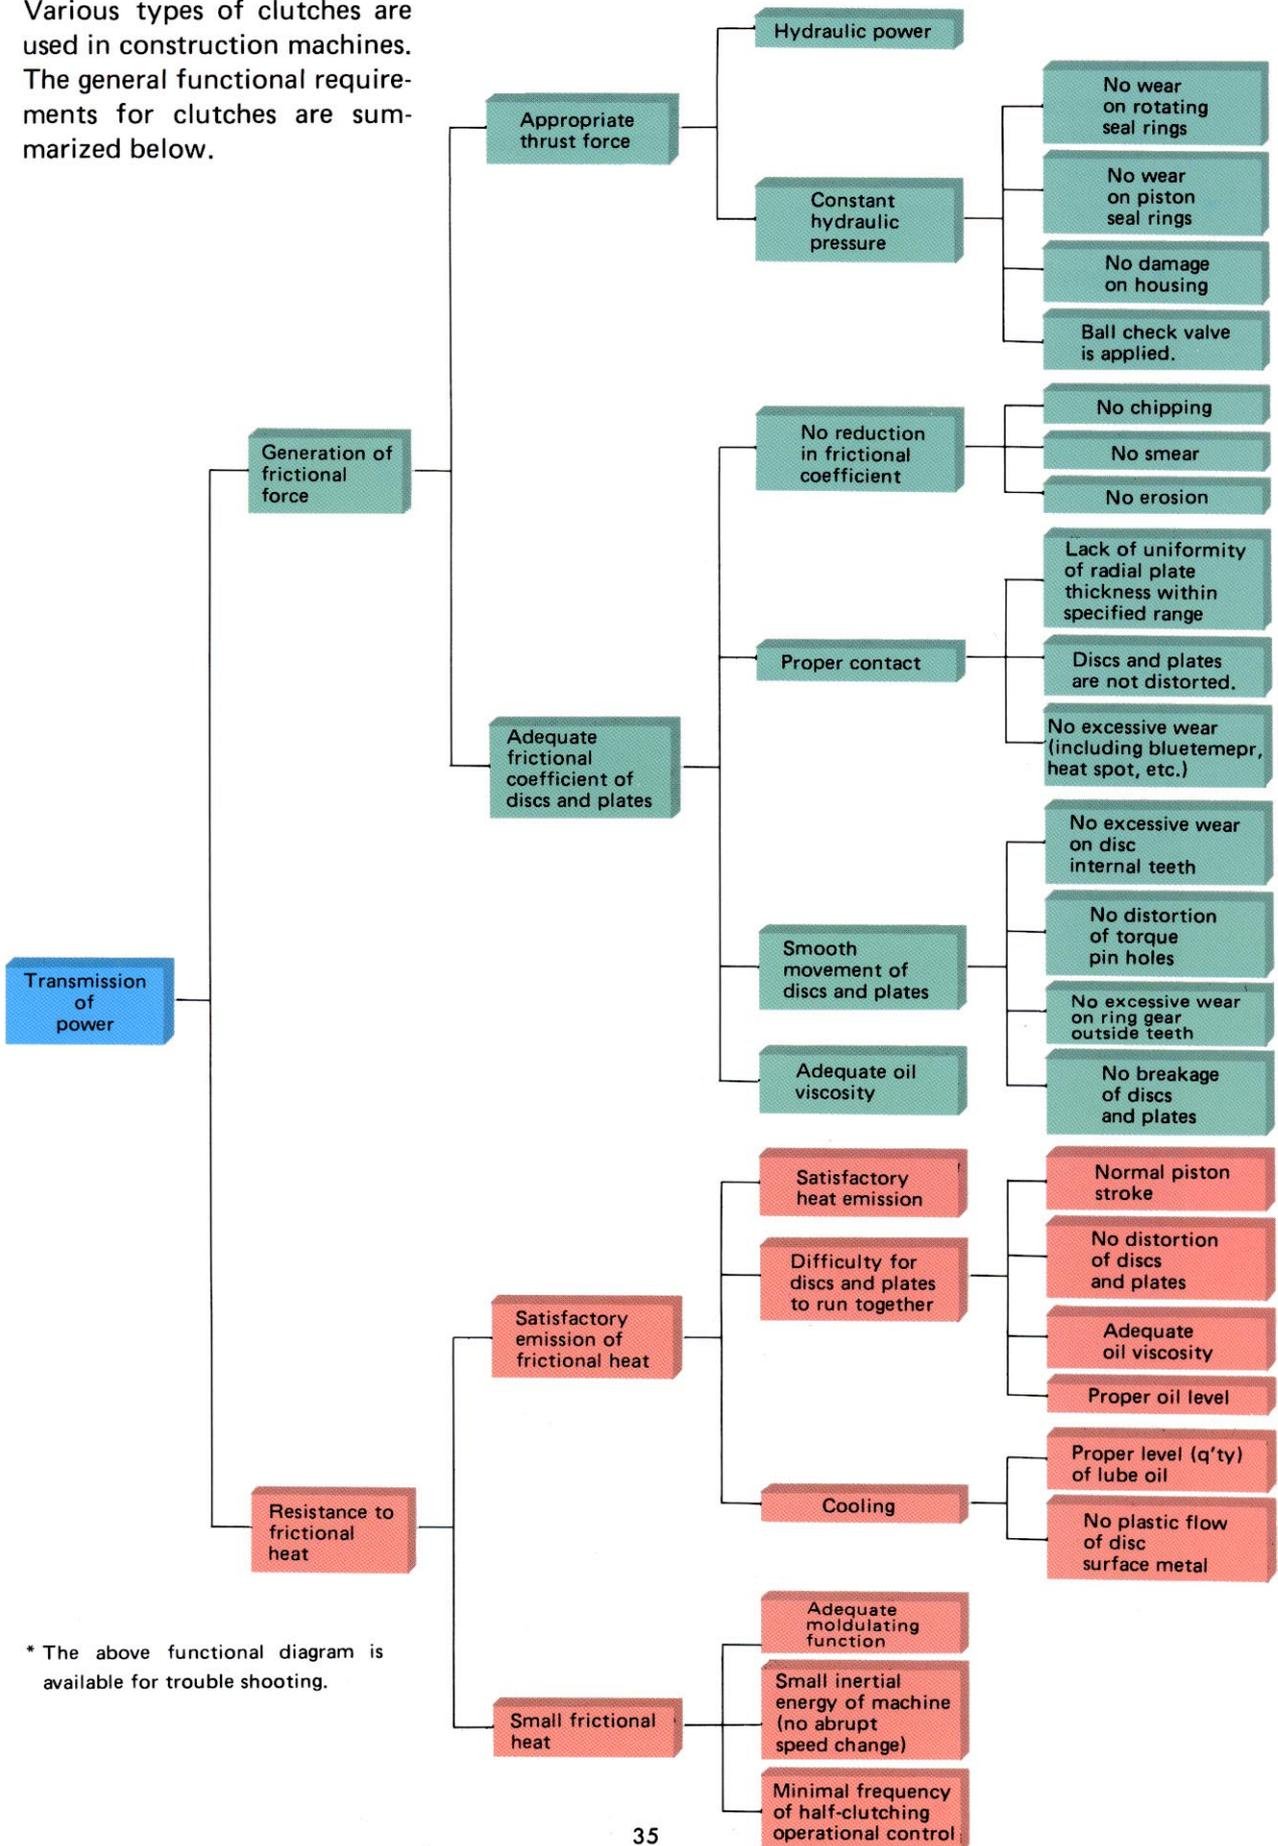 Various types of clutches are
used in construction machines.
The general functional require-
ments for clutches are sum-
marized below.
Hydraulic power
Appropriate
thrust force
No wear
on rotating
seal rings
No wear
on piston
seal rings
Constant
hydraulic
pressure
No damage
on housing
Ball check valve
is applied.
Generation of
frictional
force
No reduction
in frictional
coefficient
No chipping
No smear
No erosion
Lack of uniformity
of radial plate
thickness within
specified range
Proper contact
Discs and plates
are not distorted.
No excessive wear
(including bluetemepr,
heat spot, etc.)
Adequate
frictional
coefficient of
discs and plates
No excessive wear
on disc
internal teeth
No distortion
of torque
pin holes
Smooth
movement of
discs and plates
No excessive wear
on ring gear
outside teeth
No breakage
of discs
and plates
Adequate oil
viscosity
Transmission
of
power
Satisfactory
heat emission
Normal piston
stroke
Difficulty for
discs and plates
to run together
No distortion
of discs
and plates
Adequate
oil viscosity
Proper oil level
Satisfactory
emission of
frictional heat
Proper level (q'ty)
of lube oil
Cooling
No plastic flow
of disc
surface metal
Resistance to
frictional
heat
Adequate
moldulating
function
Small inertial
energy of machine
(no abrupt
speed change)
Small frictional
heat
Minimal frequency
of half-clutching
operational control
* The above functional diagram is
available for trouble shooting.
35